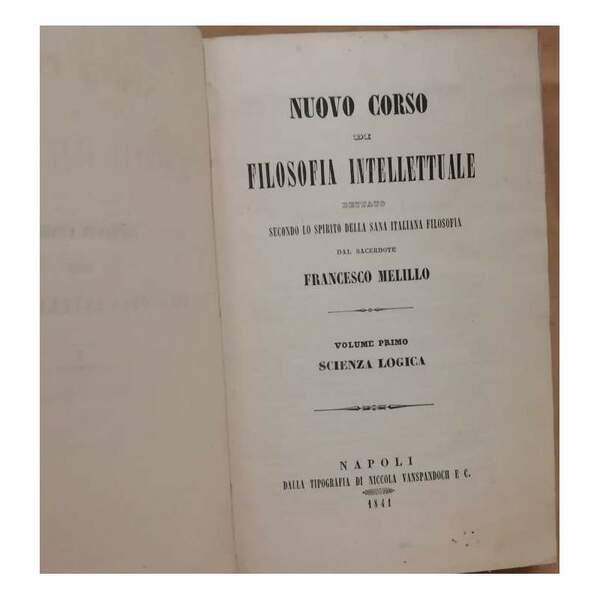 NUOVO CORSO
DI
FILOSOFIA INTELLETTUALE
DETTATO
SECONDO LO SPIRITO DELLA SANA ITALIANA FILOSOFIA
DAL SACERDOTE
FRANCESCO MELILLO
VOLUME PRIMO
SCIENZA LOGICA
NAPOLI
DALLA TIPOGRAFIA DI NICCOLA VANSPANDOCH E C.
1841